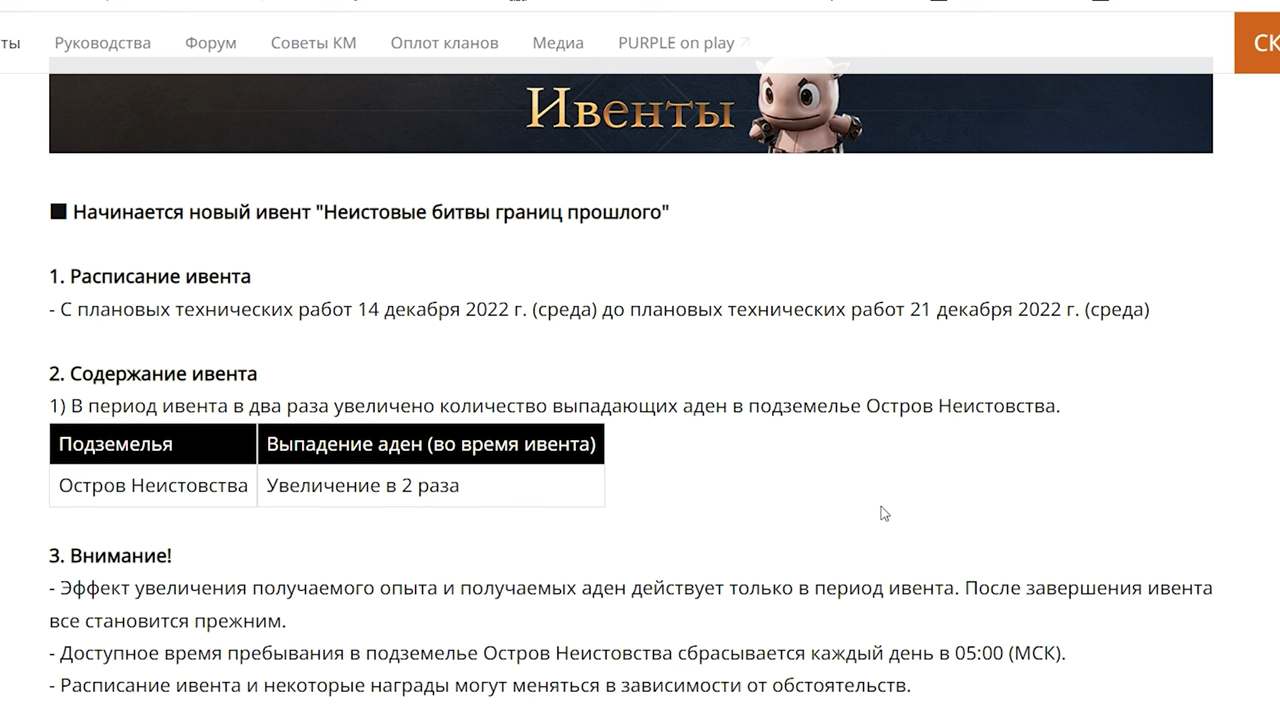 ты Руководства Форум Советы КМ Оплот кланов Медиа PURPLE on play СК
Ивенты
■ Начинается новый ивент "Неистовые битвы границ прошлого"
1. Расписание ивента
- С плановых технических работ 14 декабря 2022 г. (среда) до плановых технических работ 21 декабря 2022 г. (среда)
2. Содержание ивента
1) В период ивента в два раза увеличено количество выпадающих аден в подземелье Остров Неистовства.
Подземелья Выпадение аден (во время ивента)
Остров Неистовства Увеличение в 2 раза
3. Внимание!
- Эффект увеличения получаемого опыта и получаемых аден действует только в период ивента. После завершения ивента
все становится прежним.
- Доступное время пребывания в подземелье Остров Неистовства сбрасывается каждый день в 05:00 (МСК).
- Расписание ивента и некоторые награды могут меняться в зависимости от обстоятельств.